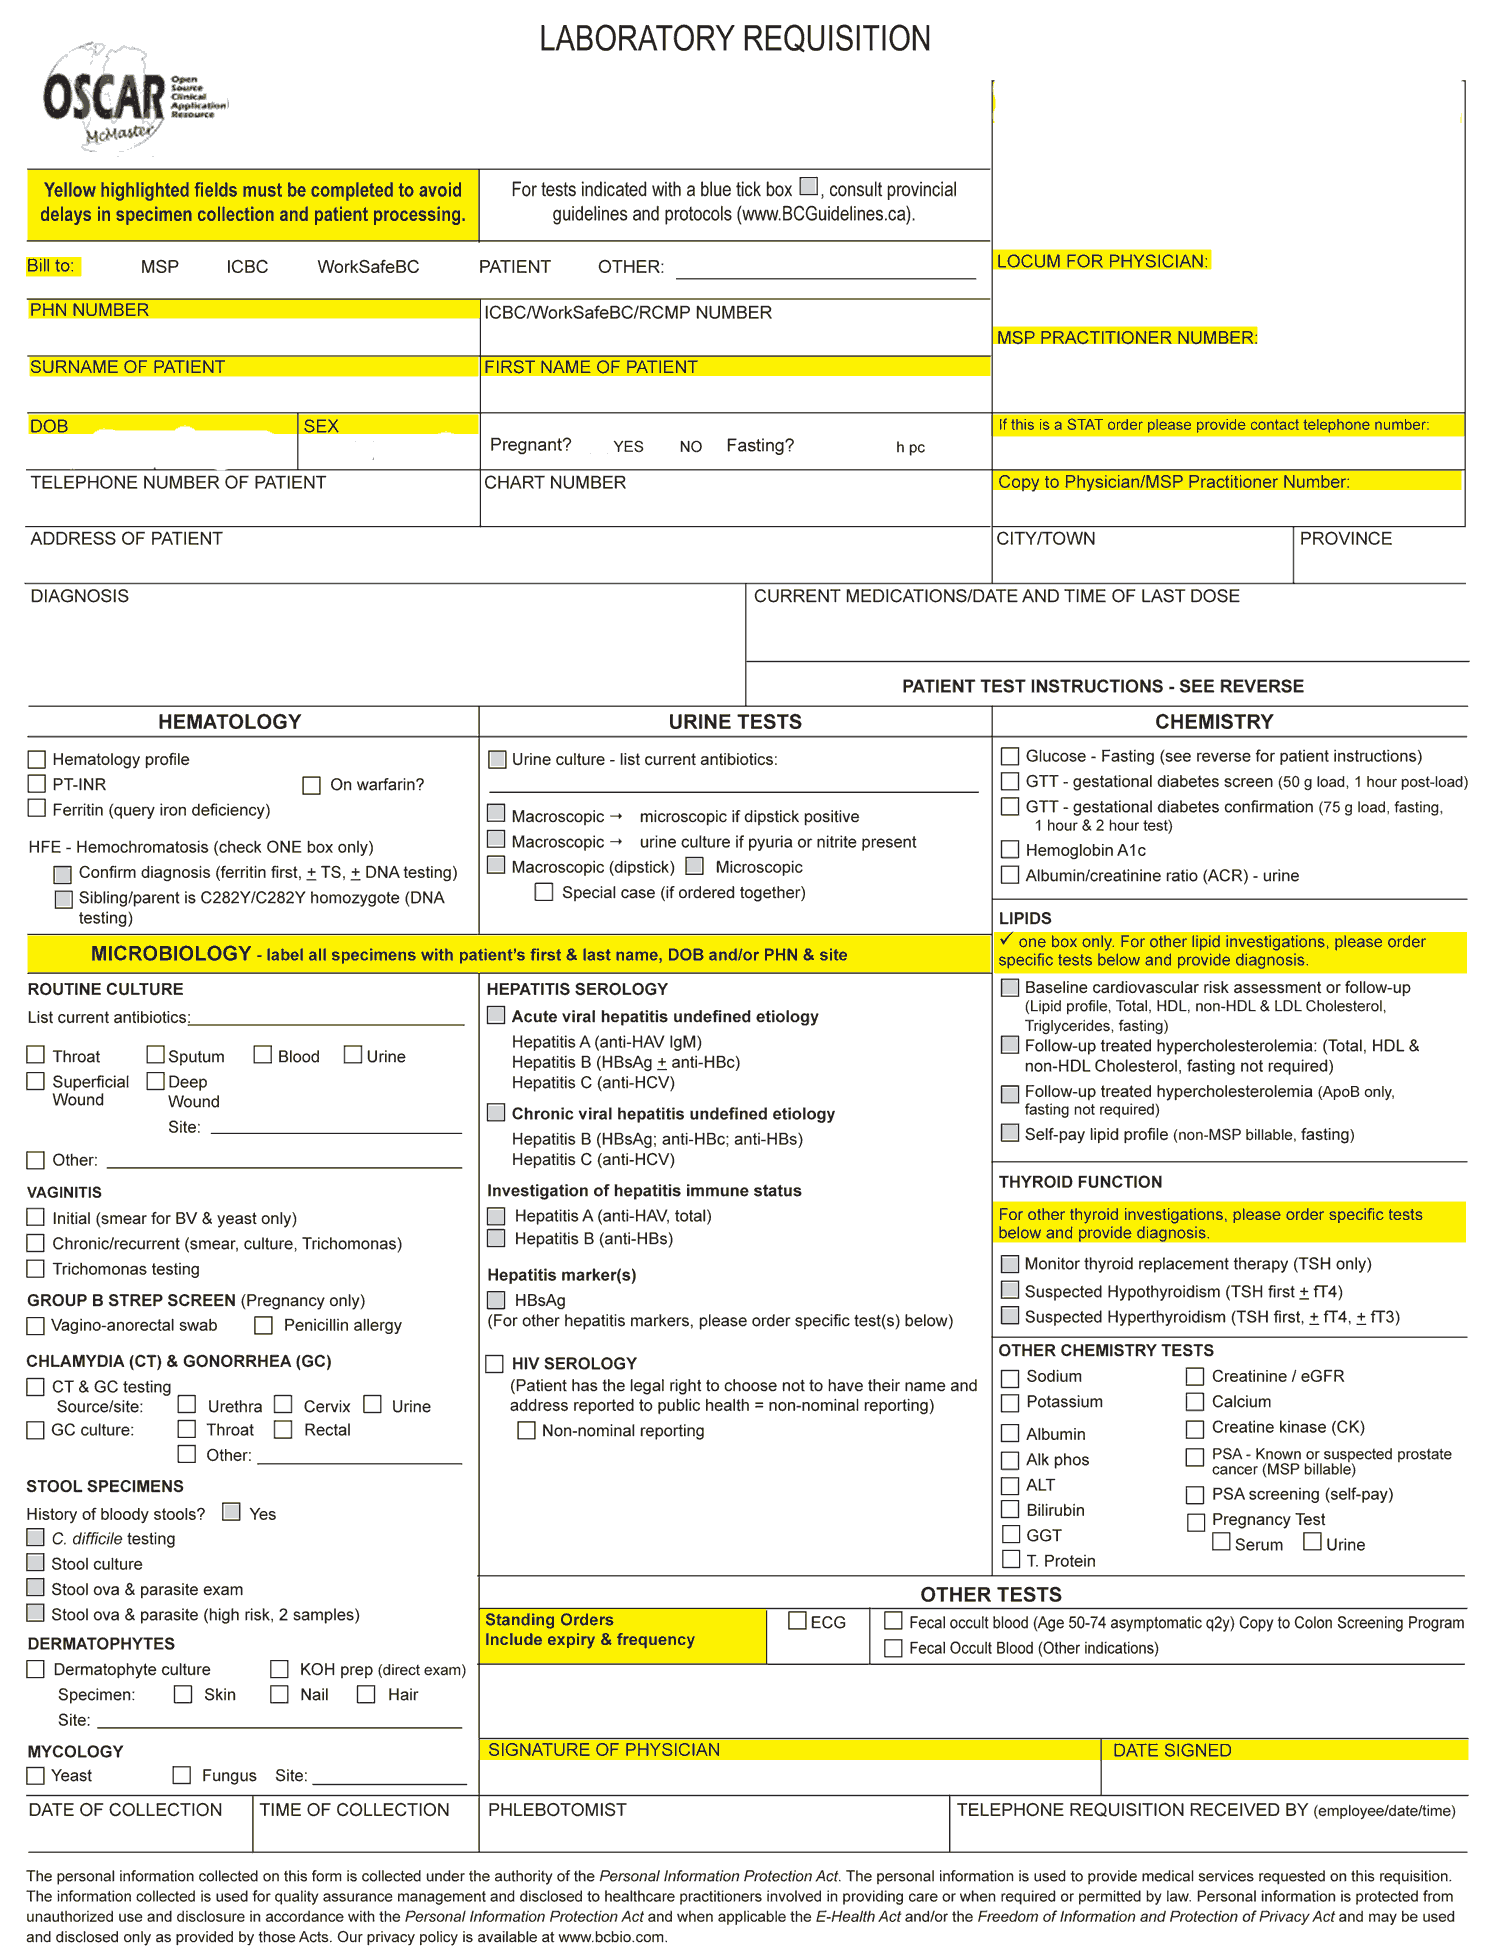 LABORATORY REQUISITION
OSCAR
Open
Source
Clinical
Application
Resource
McMaster
Yellow highlighted fields must be completed to avoid
delays in specimen collection and patient processing.
For tests indicated with a blue tick box , consult provincial
guidelines and protocols (www.BCGuidelines.ca).
Bill to: MSP ICBC WorkSafeBC PATIENT OTHER:
LOCUM FOR PHYSICIAN:
PHN NUMBER
ICBC/WorkSafeBC/RCMP NUMBER
MSP PRACTITIONER NUMBER:
SURNAME OF PATIENT
FIRST NAME OF PATIENT
DOB
SEX
Pregnant? YES NO Fasting? h pc
If this is a STAT order please provide contact telephone number:
TELEPHONE NUMBER OF PATIENT
CHART NUMBER
Copy to Physician/MSP Practitioner Number:
ADDRESS OF PATIENT
CITY/TOWN
PROVINCE
DIAGNOSIS
CURRENT MEDICATIONS/DATE AND TIME OF LAST DOSE
PATIENT TEST INSTRUCTIONS - SEE REVERSE
HEMATOLOGY
Hematology profile
PT-INR On warfarin?
Ferritin (query iron deficiency)
HFE - Hemochromatosis (check ONE box only)
Confirm diagnosis (ferritin first, ± TS, ± DNA testing)
Sibling/parent is C282Y/C282Y homozygote (DNA
testing)
URINE TESTS
Urine culture - list current antibiotics:
Macroscopic → microscopic if dipstick positive
Macroscopic → urine culture if pyuria or nitrite present
Macroscopic (dipstick) Microscopic
Special case (if ordered together)
CHEMISTRY
Glucose - Fasting (see reverse for patient instructions)
GTT - gestational diabetes screen (50 g load, 1 hour post-load)
GTT - gestational diabetes confirmation (75 g load, fasting,
1 hour & 2 hour test)
Hemoglobin A1c
Albumin/creatinine ratio (ACR) - urine
LIPIDS
✓ one box only. For other lipid investigations, please order
specific tests below and provide diagnosis.
Baseline cardiovascular risk assessment or follow-up
(Lipid profile, Total, HDL, non-HDL & LDL Cholesterol,
Triglycerides, fasting)
Follow-up treated hypercholesterolemia: (Total, HDL &
non-HDL Cholesterol, fasting not required)
Follow-up treated hypercholesterolemia (ApoB only,
fasting not required)
Self-pay lipid profile (non-MSP billable, fasting)
THYROID FUNCTION
For other thyroid investigations, please order specific tests
below and provide diagnosis.
Monitor thyroid replacement therapy (TSH only)
Suspected Hypothyroidism (TSH first ± fT4)
Suspected Hyperthyroidism (TSH first, ± fT4, ± fT3)
OTHER CHEMISTRY TESTS
Sodium
Potassium
Albumin
Alk phos
ALT
Bilirubin
GGT
T. Protein
Creatinine / eGFR
Calcium
Creatine kinase (CK)
PSA - Known or suspected prostate
cancer (MSP billable)
PSA screening (self-pay)
Pregnancy Test
Serum Urine
MICROBIOLOGY - label all specimens with patient's first & last name, DOB and/or PHN & site
ROUTINE CULTURE
List current antibiotics:
Throat Sputum Blood Urine
Superficial Deep
Wound Wound
Site:
Other:
VAGINITIS
Initial (smear for BV & yeast only)
Chronic/recurrent (smear, culture, Trichomonas)
Trichomonas testing
GROUP B STREP SCREEN (Pregnancy only)
Vagino-anorectal swab Penicillin allergy
CHLAMYDIA (CT) & GONORRHEA (GC)
CT & GC testing
Source/site: Urethra Cervix Urine
GC culture: Throat Rectal
Other:
STOOL SPECIMENS
History of bloody stools? Yes
C. difficile testing
Stool culture
Stool ova & parasite exam
Stool ova & parasite (high risk, 2 samples)
DERMATOPHYTES
Dermatophyte culture KOH prep (direct exam)
Specimen: Skin Nail Hair
Site:
MYCOLOGY
Yeast Fungus Site:
HEPATITIS SEROLOGY
Acute viral hepatitis undefined etiology
Hepatitis A (anti-HAV IgM)
Hepatitis B (HBsAg ± anti-HBc)
Hepatitis C (anti-HCV)
Chronic viral hepatitis undefined etiology
Hepatitis B (HBsAg; anti-HBc; anti-HBs)
Hepatitis C (anti-HCV)
Investigation of hepatitis immune status
Hepatitis A (anti-HAV, total)
Hepatitis B (anti-HBs)
Hepatitis marker(s)
HBsAg
(For other hepatitis markers, please order specific test(s) below)
HIV SEROLOGY
(Patient has the legal right to choose not to have their name and
address reported to public health = non-nominal reporting)
Non-nominal reporting
OTHER TESTS
Standing Orders
Include expiry & frequency
ECG
Fecal occult blood (Age 50-74 asymptomatic q2y) Copy to Colon Screening Program
Fecal Occult Blood (Other indications)
SIGNATURE OF PHYSICIAN
DATE SIGNED
DATE OF COLLECTION
TIME OF COLLECTION
PHLEBOTOMIST
TELEPHONE REQUISITION RECEIVED BY (employee/date/time)
The personal information collected on this form is collected under the authority of the Personal Information Protection Act. The personal information is used to provide medical services requested on this requisition.
The information collected is used for quality assurance management and disclosed to healthcare practitioners involved in providing care or when required or permitted by law. Personal information is protected from
unauthorized use and disclosure in accordance with the Personal Information Protection Act and when applicable the E-Health Act and/or the Freedom of Information and Protection of Privacy Act and may be used
and disclosed only as provided by those Acts. Our privacy policy is available at www.bcbio.com.